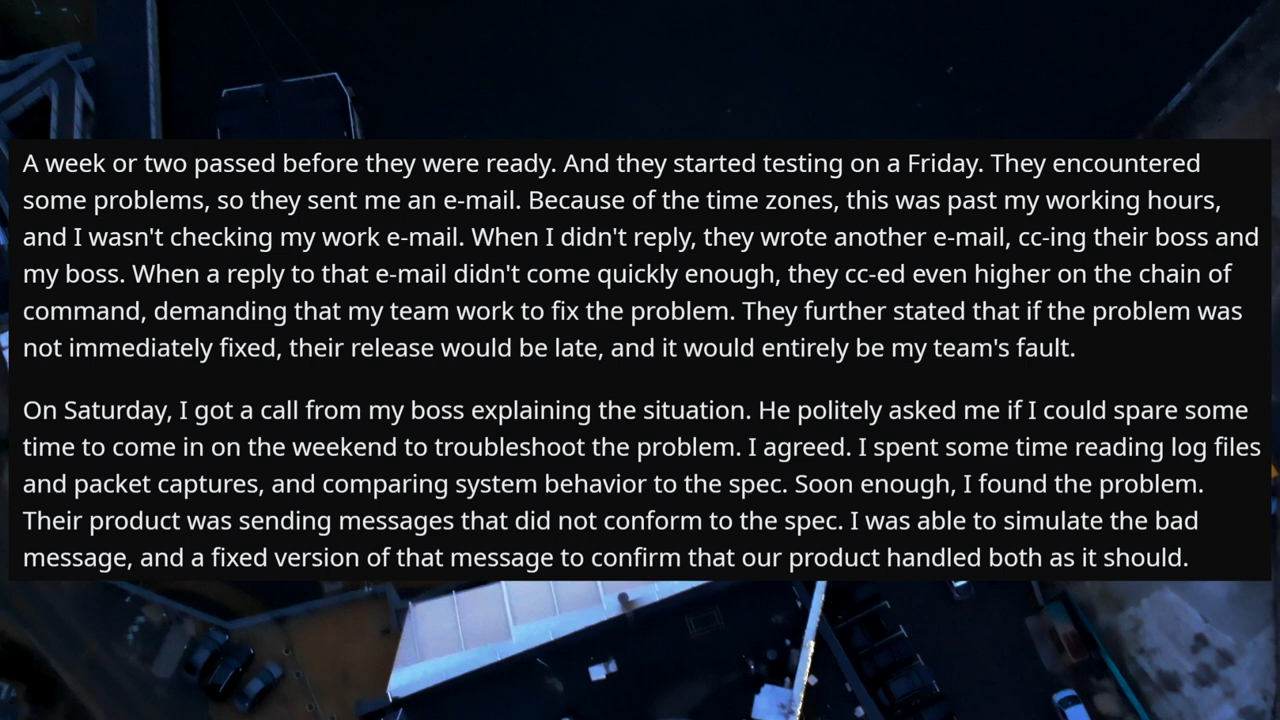 A week or two passed before they were ready. And they started testing on a Friday. They encountered
some problems, so they sent me an e-mail. Because of the time zones, this was past my working hours,
and I wasn't checking my work e-mail. When I didn't reply, they wrote another e-mail, cc-ing their boss and
my boss. When a reply to that e-mail didn't come quickly enough, they cc-ed even higher on the chain of
command, demanding that my team work to fix the problem. They further stated that if the problem was
not immediately fixed, their release would be late, and it would entirely be my team's fault.
On Saturday, I got a call from my boss explaining the situation. He politely asked me if I could spare some
time to come in on the weekend to troubleshoot the problem. I agreed. I spent some time reading log files
and packet captures, and comparing system behavior to the spec. Soon enough, I found the problem.
Their product was sending messages that did not conform to the spec. I was able to simulate the bad
message, and a fixed version of that message to confirm that our product handled both as it should.